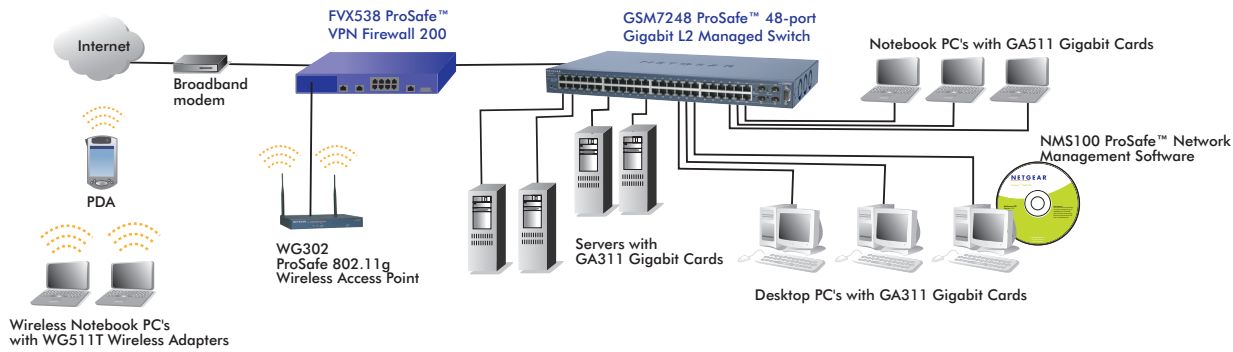 Internet
Broadband
modem
FVX538 ProSafe™
VPN Firewall 200
GSM7248 ProSafe™ 48-port
Gigabit L2 Managed Switch
NETGEAR
Notebook PC's with GA511 Gigabit Cards
NMS100 ProSafe™ Network
Management Software
NETGEAR
PDA
WG302
ProSafe 802.11g
Wireless Access Point
Servers with
GA311 Gigabit Cards
Desktop PC's with GA311 Gigabit Cards
Wireless Notebook PC's
with WG511T Wireless Adapters